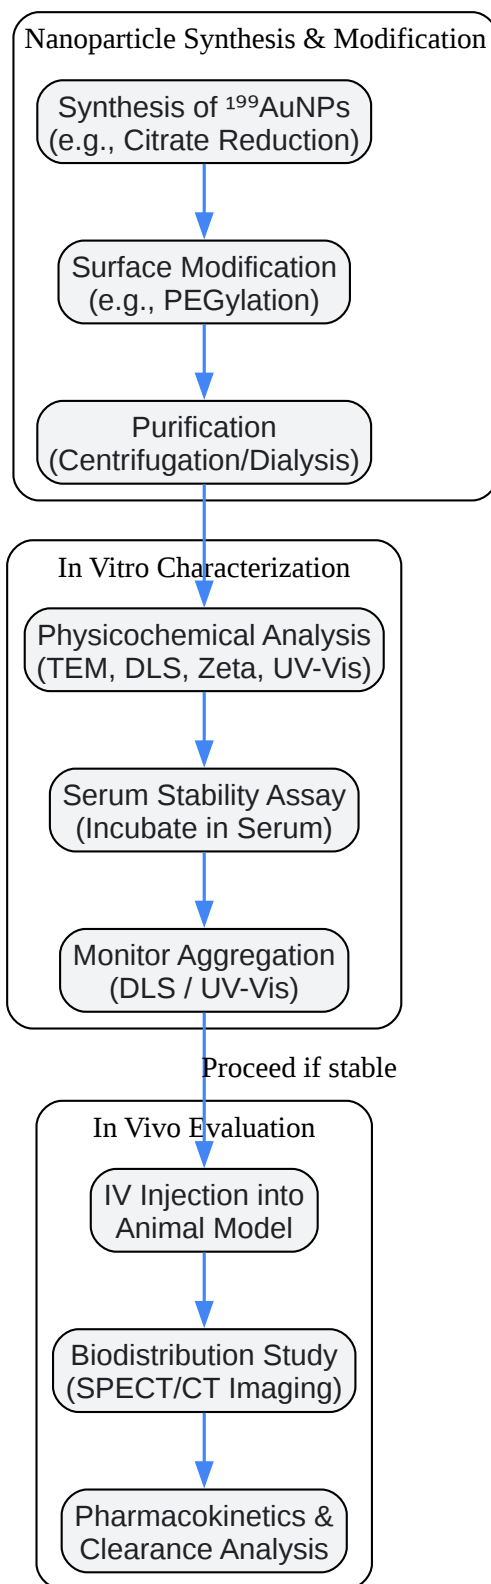 Nanoparticle Synthesis & Modification
Synthesis of ¹⁹⁹AuNPs
(e.g., Citrate Reduction)
Surface Modification
(e.g., PEGylation)
Purification
(Centrifugation/Dialysis)
In Vitro Characterization
Physicochemical Analysis
(TEM, DLS, Zeta, UV-Vis)
Serum Stability Assay
(Incubate in Serum)
Monitor Aggregation
(DLS / UV-Vis)
Proceed if stable
In Vivo Evaluation
IV Injection into
Animal Model
Biodistribution Study
(SPECT/CT Imaging)
Pharmacokinetics &
Clearance Analysis